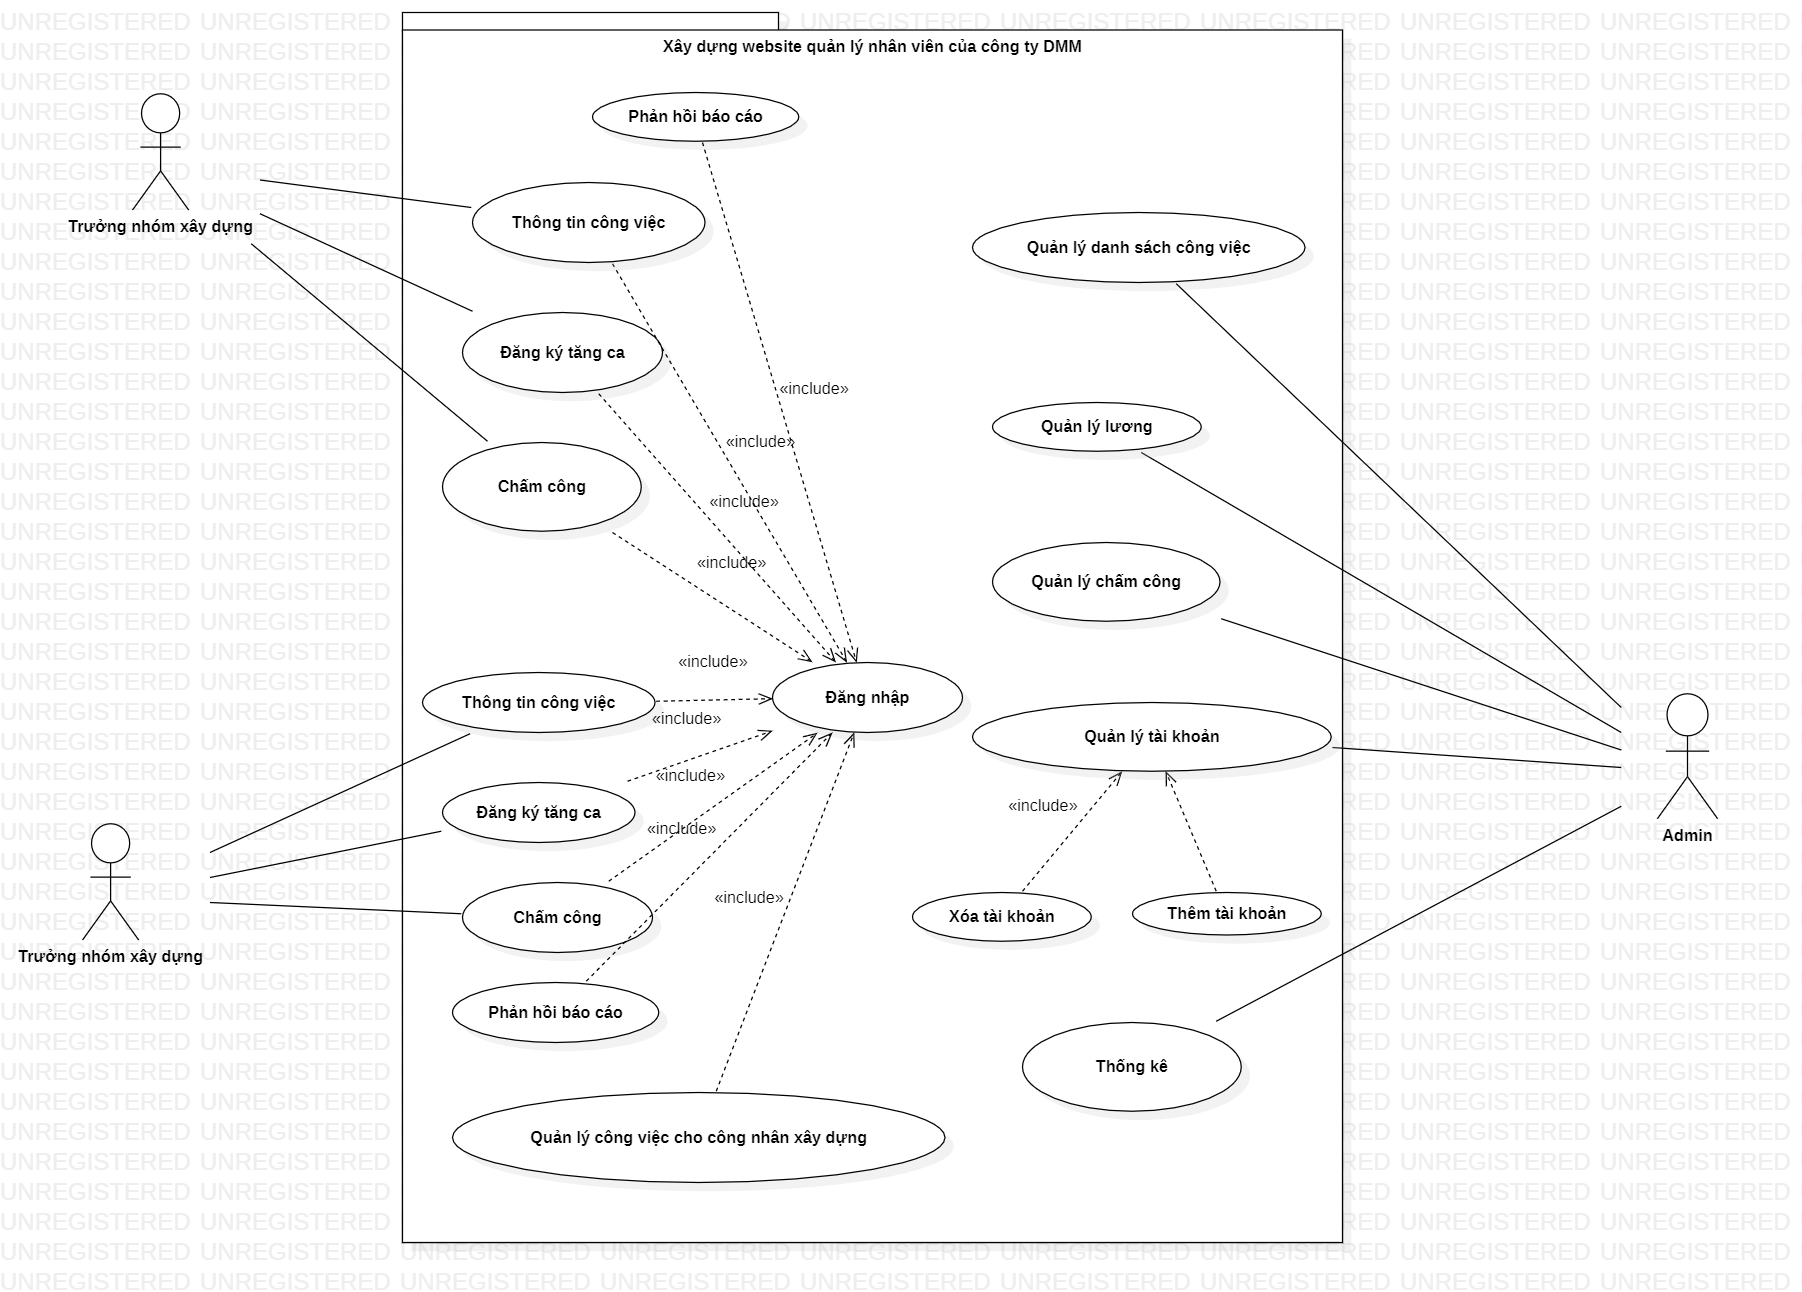 Xây dựng website quản lý nhân viên của công ty DMM
Phản hồi báo cáo
Thông tin công việc
Trưởng nhóm xây dựng
Quản lý danh sách công việc
Đăng ký tăng ca
«include»
Quản lý lương
«include»
Chấm công
«include»
«include»
Quản lý chấm công
«include»
Thông tin công việc
Đăng nhập
«include»
Quản lý tài khoản
«include»
Đăng ký tăng ca
«include»
«include»
Admin
«include»
Chấm công
Xóa tài khoản
Thêm tài khoản
Trưởng nhóm xây dựng
Phản hồi báo cáo
Thống kê
Quản lý công việc cho công nhân xây dựng
UNREGISTERED